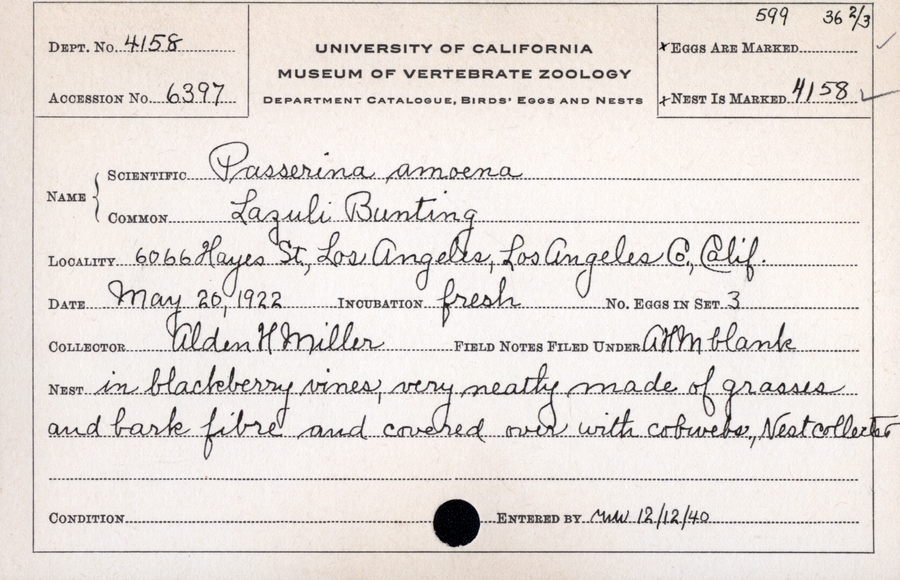 599 36 2/3
DEPT. NO. 4158
UNIVERSITY OF CALIFORNIA
x EGGS ARE MARKED ✓
MUSEUM OF VERTEBRATE ZOOLOGY
ACCESSION NO. 6397
DEPARTMENT CATALOGUE, BIRDS' EGGS AND NESTS
x NEST IS MARKED 4158 ✓
NAME
SCIENTIFIC Passerina amoena
COMMON Lazuli Bunting
LOCALITY 6066 Hayes St., Los Angeles, Los Angeles Co., Calif.
DATE May 20, 1922 INCUBATION fresh NO. EGGS IN SET 3
COLLECTOR Alden H Miller FIELD NOTES FILED UNDER AHM blank
NEST in blackberry vines, very neatly made of grasses
and bark fibre and covered over with cobwebs., Nest collected
CONDITION ENTERED BY 12/12/40